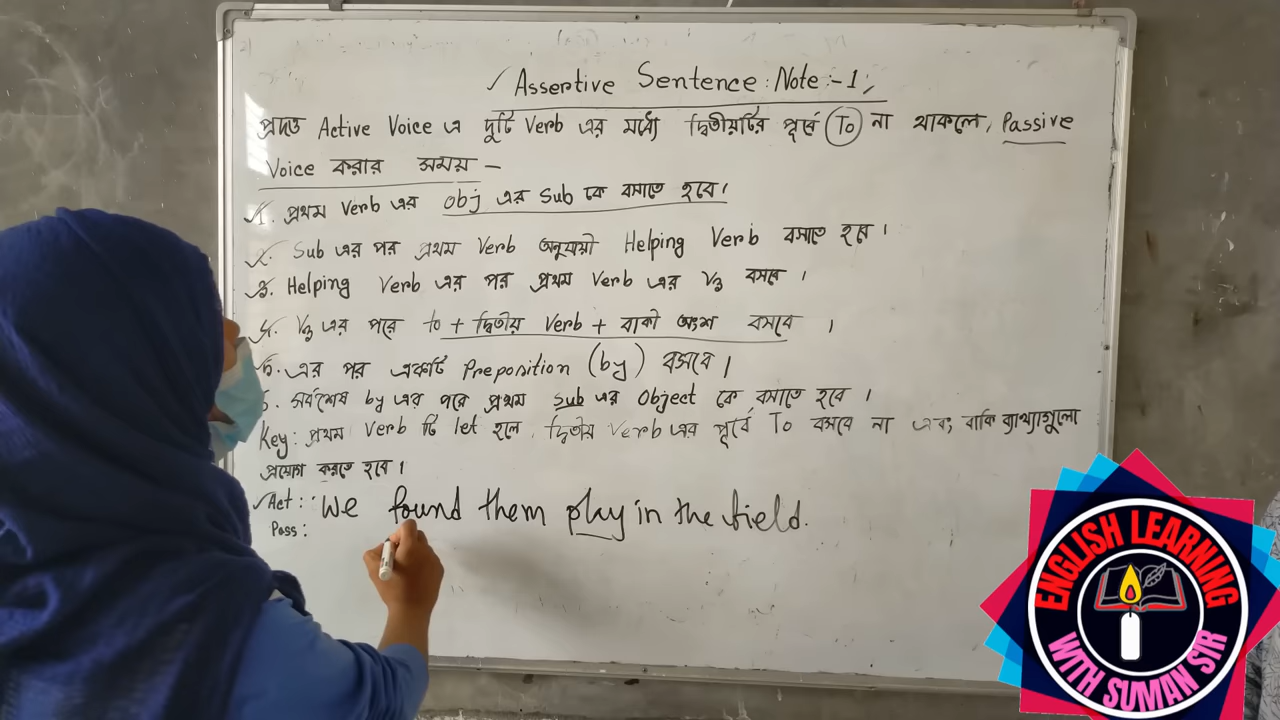 Assertive Sentence: Note:-1;
প্রদত্ত Active Voice এ দুটি Verb এর মধ্যে দ্বিতীয়টির পূর্বে To না থাকলে, Passive
Voice করার সময় –
১. প্রথম Verb এর obj এর Sub কে বসাতে হবে।
২. Sub এর পর প্রথম Verb অনুযায়ী Helping Verb বসাতে হবে।
৩. Helping Verb এর পর প্রথম Verb এর V3 বসবে।
৪. V3 এর পরে to + দ্বিতীয় Verb + বাকী অংশ বসবে।
৫. এর পর একটি Preposition (by) বসবে।
৬. সর্বশেষ by এর পরে প্রথম Sub এর Object কে বসাতে হবে।
Key: প্রথম Verb টি let হলে দ্বিতীয় Verb এর পূর্বে To বসবে না এবং বাকি ব্যাখ্যাগুলো
প্রয়োগ করতে হবে।
Act: We found them play in the field.
Pass:
ENGLISH LEARNING
WITH SUMAN SIR